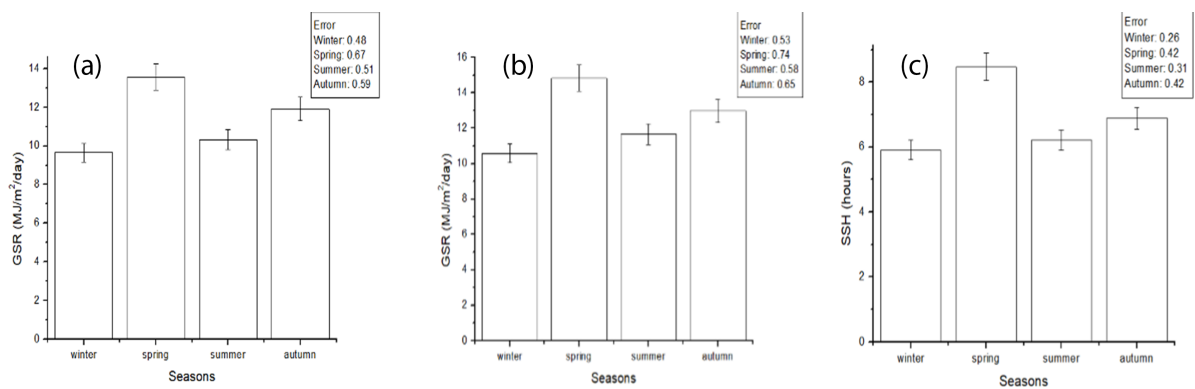 (a)
Error
Winter: 0.48
Spring: 0.67
Summer: 0.51
Autumn: 0.59
GSR (MJ/m²/day)
14
12
10
8
6
4
2
0
winter spring summer autumn
Seasons
(b)
Error
Winter: 0.53
Spring: 0.74
Summer: 0.58
Autumn: 0.65
GSR (MJ/m²/day)
16
14
12
10
8
6
4
2
0
winter spring summer autumn
Seasons
(c)
Error
Winter: 0.26
Spring: 0.42
Summer: 0.31
Autumn: 0.42
SSH (hours)
8
6
4
2
0
winter spring summer autumn
Seasons